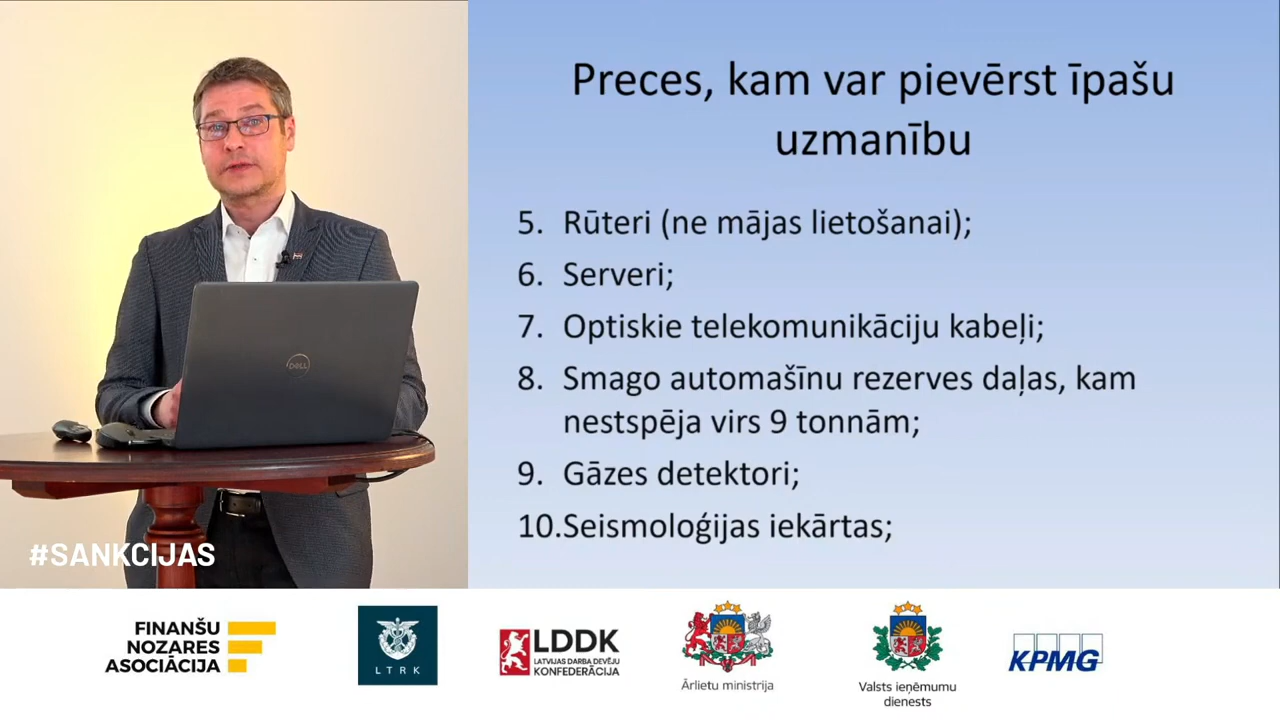 Preces, kam var pievērst īpašu
uzmanību
5. Rūteri (ne mājas lietošanai);
6. Serveri;
7. Optiskie telekomunikāciju kabeļi;
8. Smago automašīnu rezerves daļas, kam
nestspēja virs 9 tonnām;
9. Gāzes detektori;
10.Seismoloģijas iekārtas;
DELL
#SANKCIJAS
FINANŠU
NOZARES
ASOCIĀCIJA
LTRK
LDDK
LATVIJAS DARBA DEVĒJU
KONFEDERĀCIJA
Ārlietu ministrija
Valsts ieņēmumu
dienests
KPMG